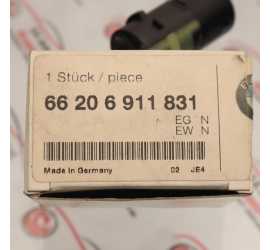 1 Stück / piece
66 20 6 911 831
EG N
EW N
Made in Germany 02 JE4